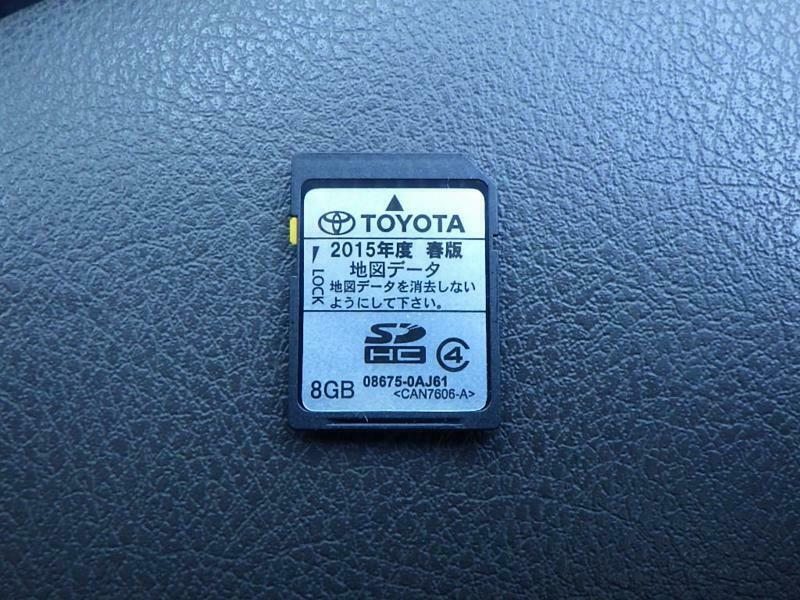 TOYOTA
2015年度 春版
地図データ
LOCK
地図データを消去しない
ようにして下さい。
SD
HC
4
8GB
08675-0AJ61
<CAN7606-A>